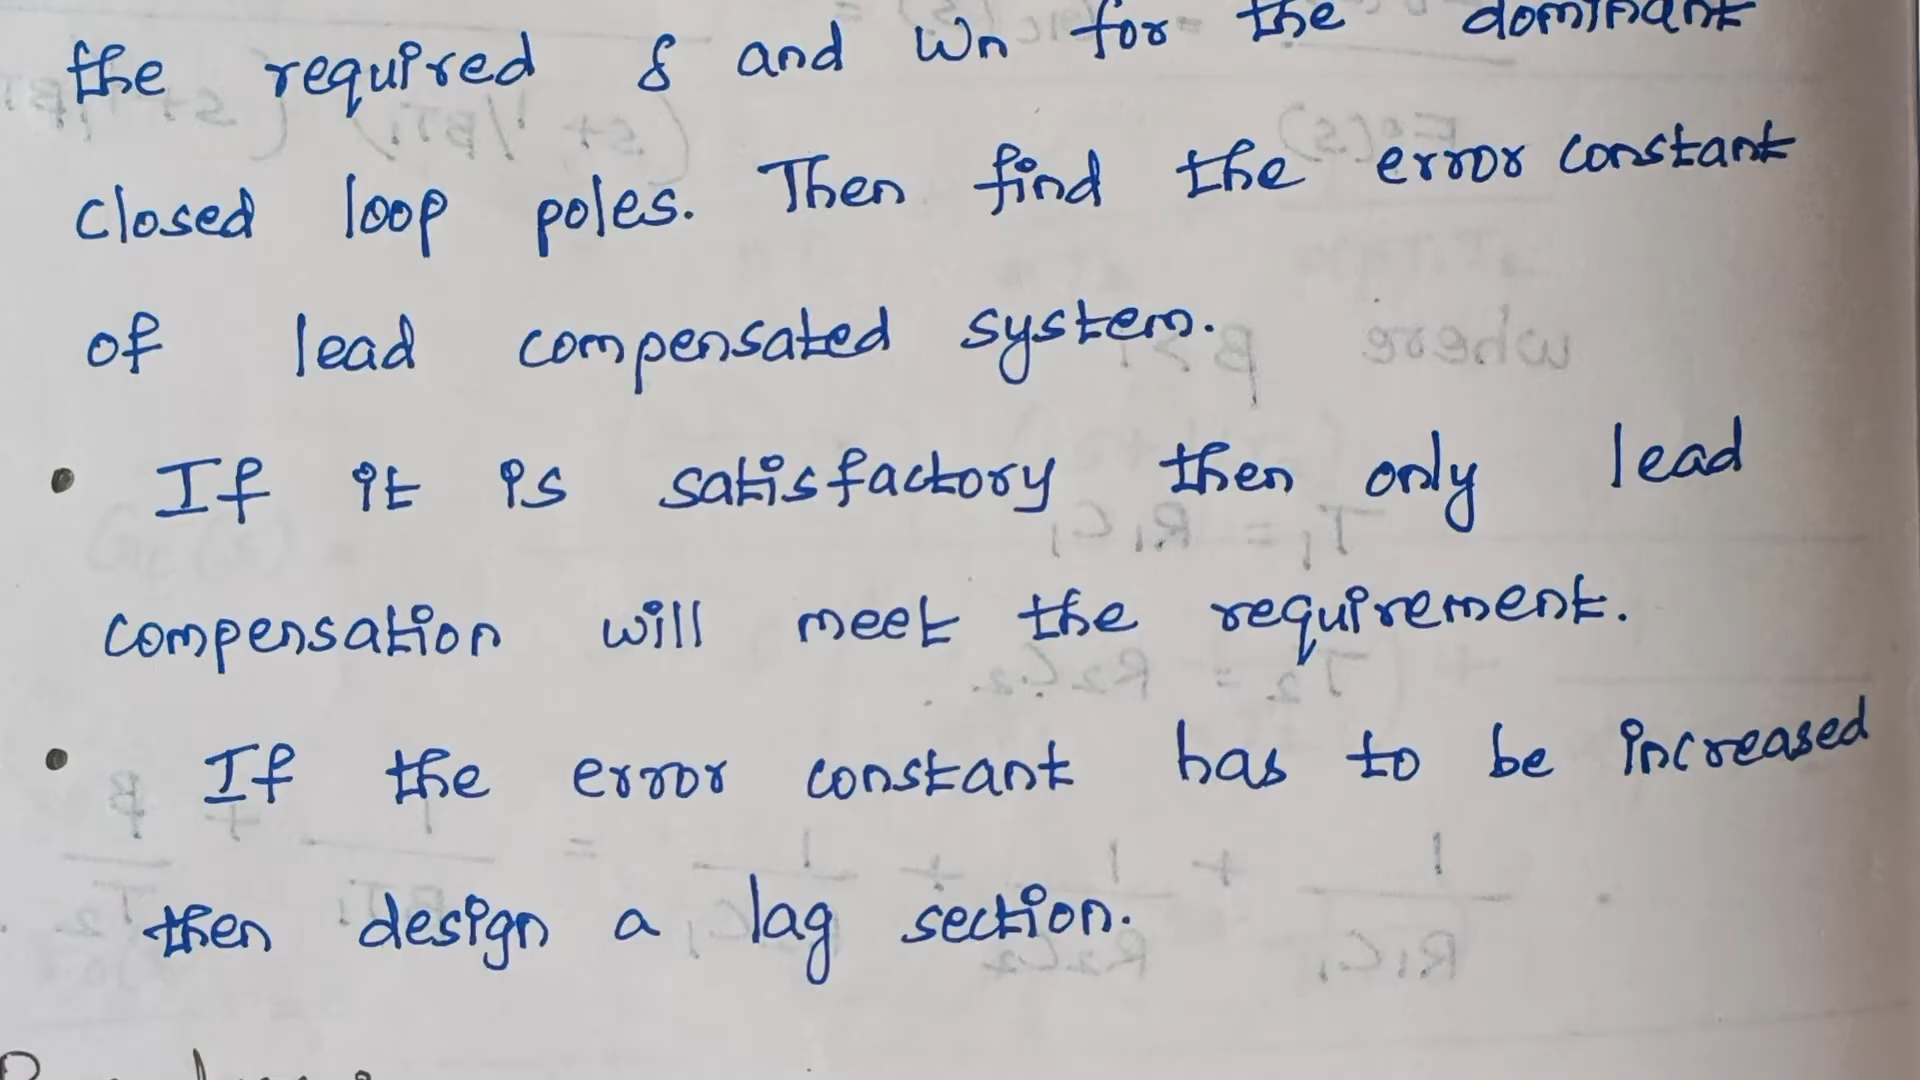 the required δ and Wn for the dominant
closed loop poles. Then find the error constant
of lead compensated system.
• If it is satisfactory then only lead
compensation will meet the requirement.
• If the error constant has to be increased
then design a lag section.